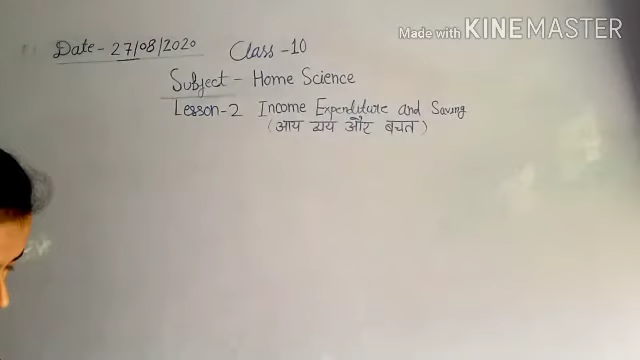 Made with KINEMASTER
Date - 27/08/2020 Class - 10
Subject - Home Science
Lesson-2 Income Expenditure and Saving
(आय व्यय और बचत)